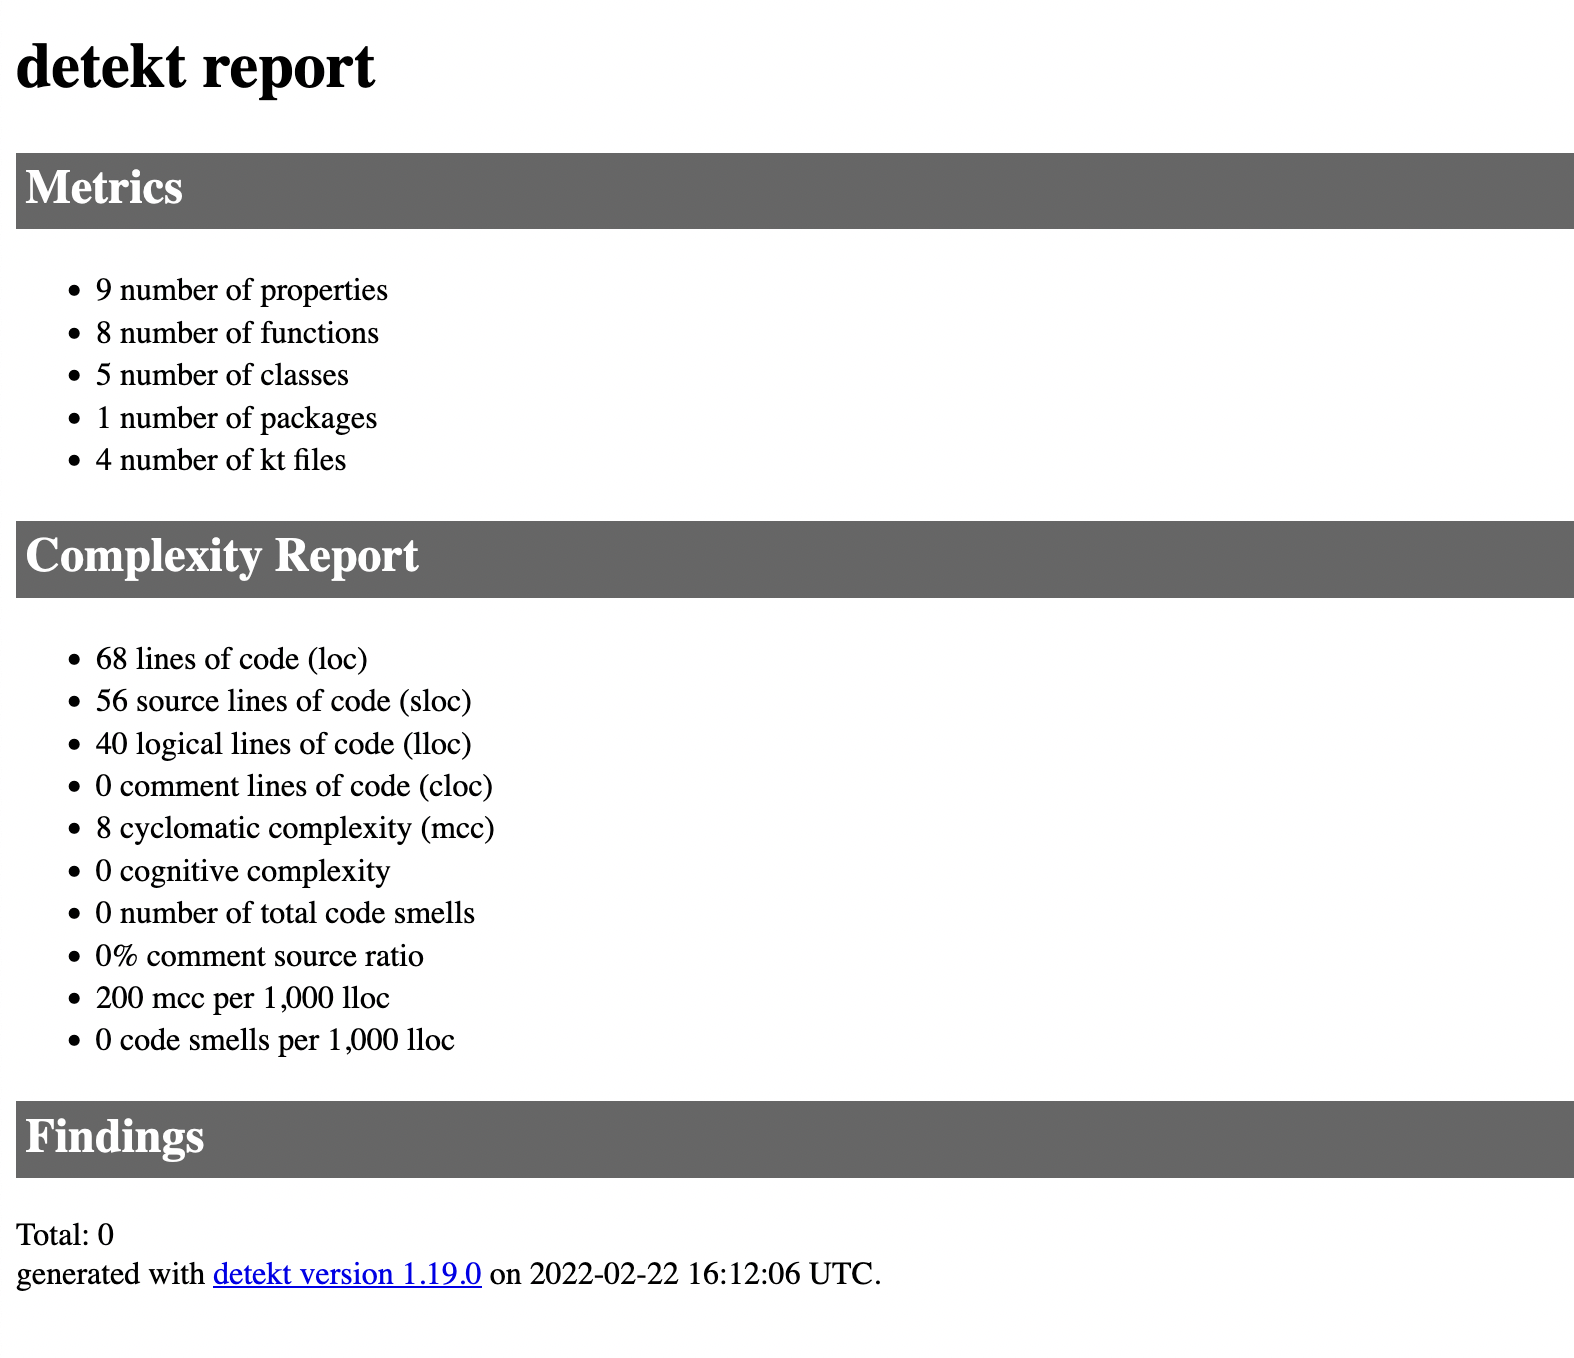 detekt report
Metrics
9 number of properties
8 number of functions
5 number of classes
1 number of packages
4 number of kt files
Complexity Report
68 lines of code (loc)
56 source lines of code (sloc)
40 logical lines of code (lloc)
0 comment lines of code (cloc)
8 cyclomatic complexity (mcc)
0 cognitive complexity
0 number of total code smells
0% comment source ratio
200 mcc per 1,000 lloc
0 code smells per 1,000 lloc
Findings
Total: 0
generated with detekt version 1.19.0 on 2022-02-22 16:12:06 UTC.